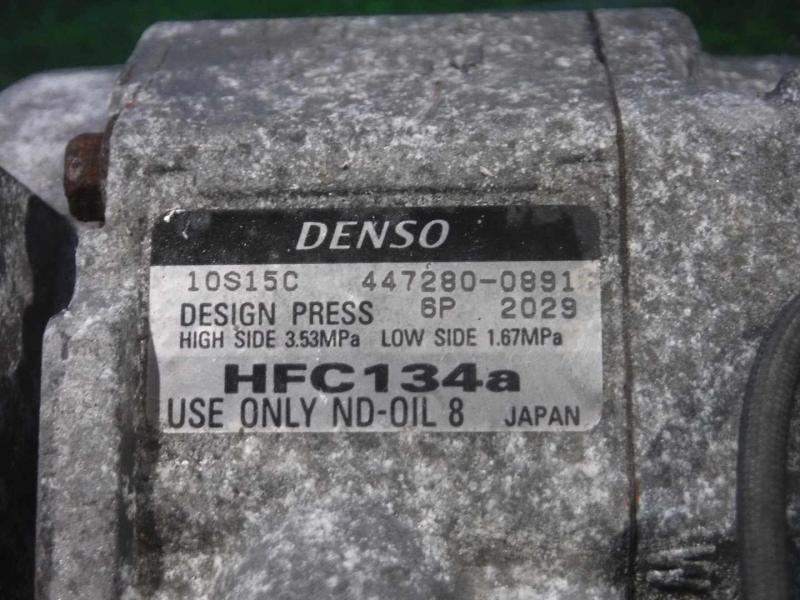 DENSO
10S15C 447280-0891
DESIGN PRESS 6P 2029
HIGH SIDE 3.53MPa LOW SIDE 1.67MPa
HFC134a
USE ONLY ND-OIL 8 JAPAN